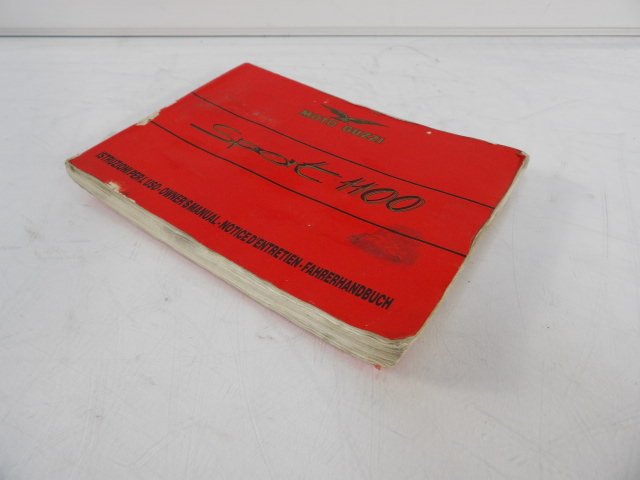 MOTO GUZZI
Sport 1100
ISTRUZIONI PER L'USO-OWNER'S MANUAL-NOTICE D'ENTRETIEN-FAHRERHANDBUCH